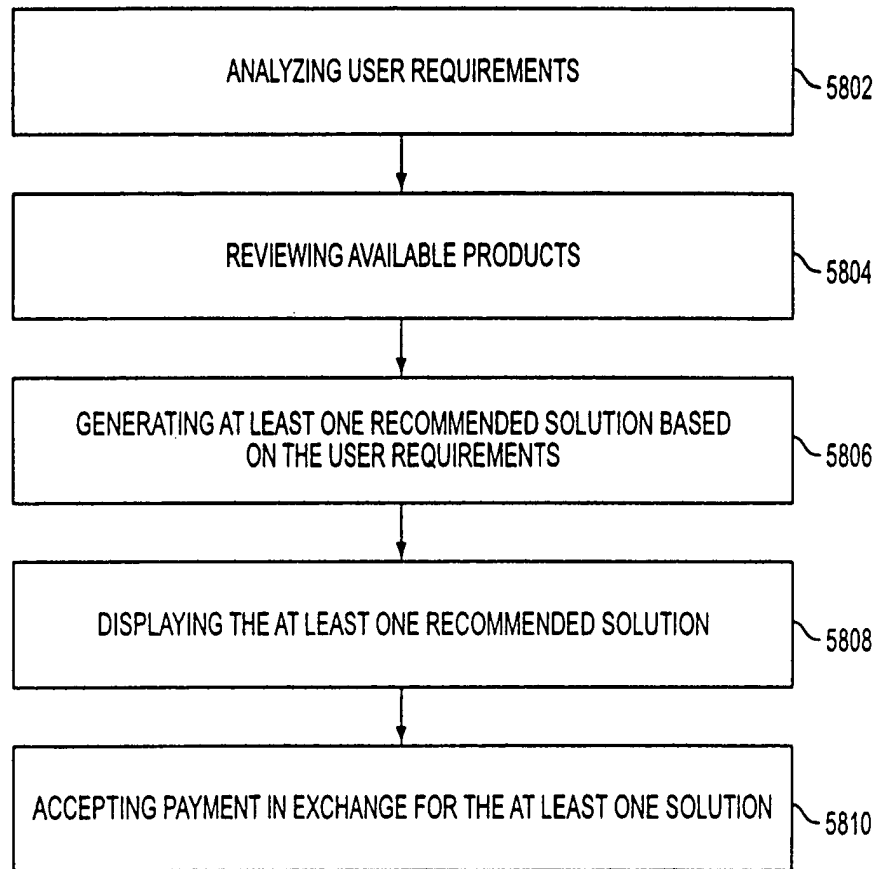 ANALYZING USER REQUIREMENTS
5802
REVIEWING AVAILABLE PRODUCTS
5804
GENERATING AT LEAST ONE RECOMMENDED SOLUTION BASED
ON THE USER REQUIREMENTS
5806
DISPLAYING THE AT LEAST ONE RECOMMENDED SOLUTION
5808
ACCEPTING PAYMENT IN EXCHANGE FOR THE AT LEAST ONE SOLUTION
5810